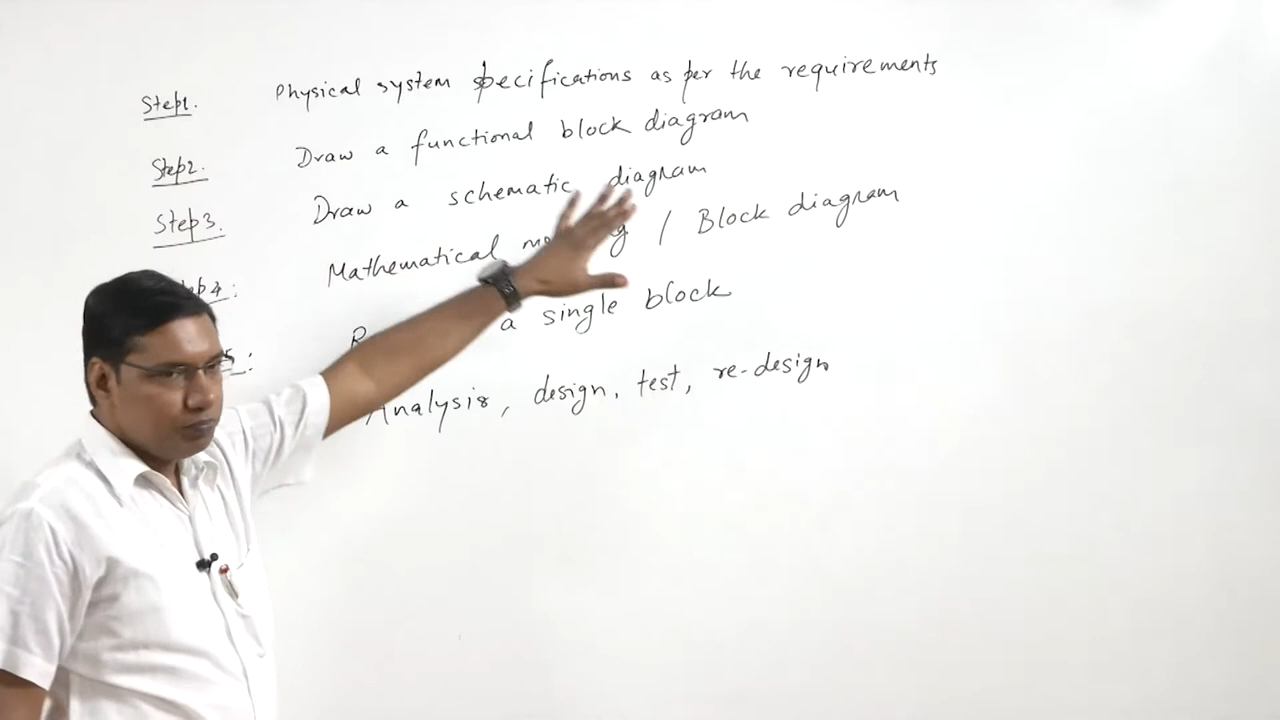 Step1. Physical system specifications as per the requirements
Step2. Draw a functional block diagram
Step3. Draw a schematic diagram
Mathematical / Block diagram
a single block
Analysis, design, test, re-design